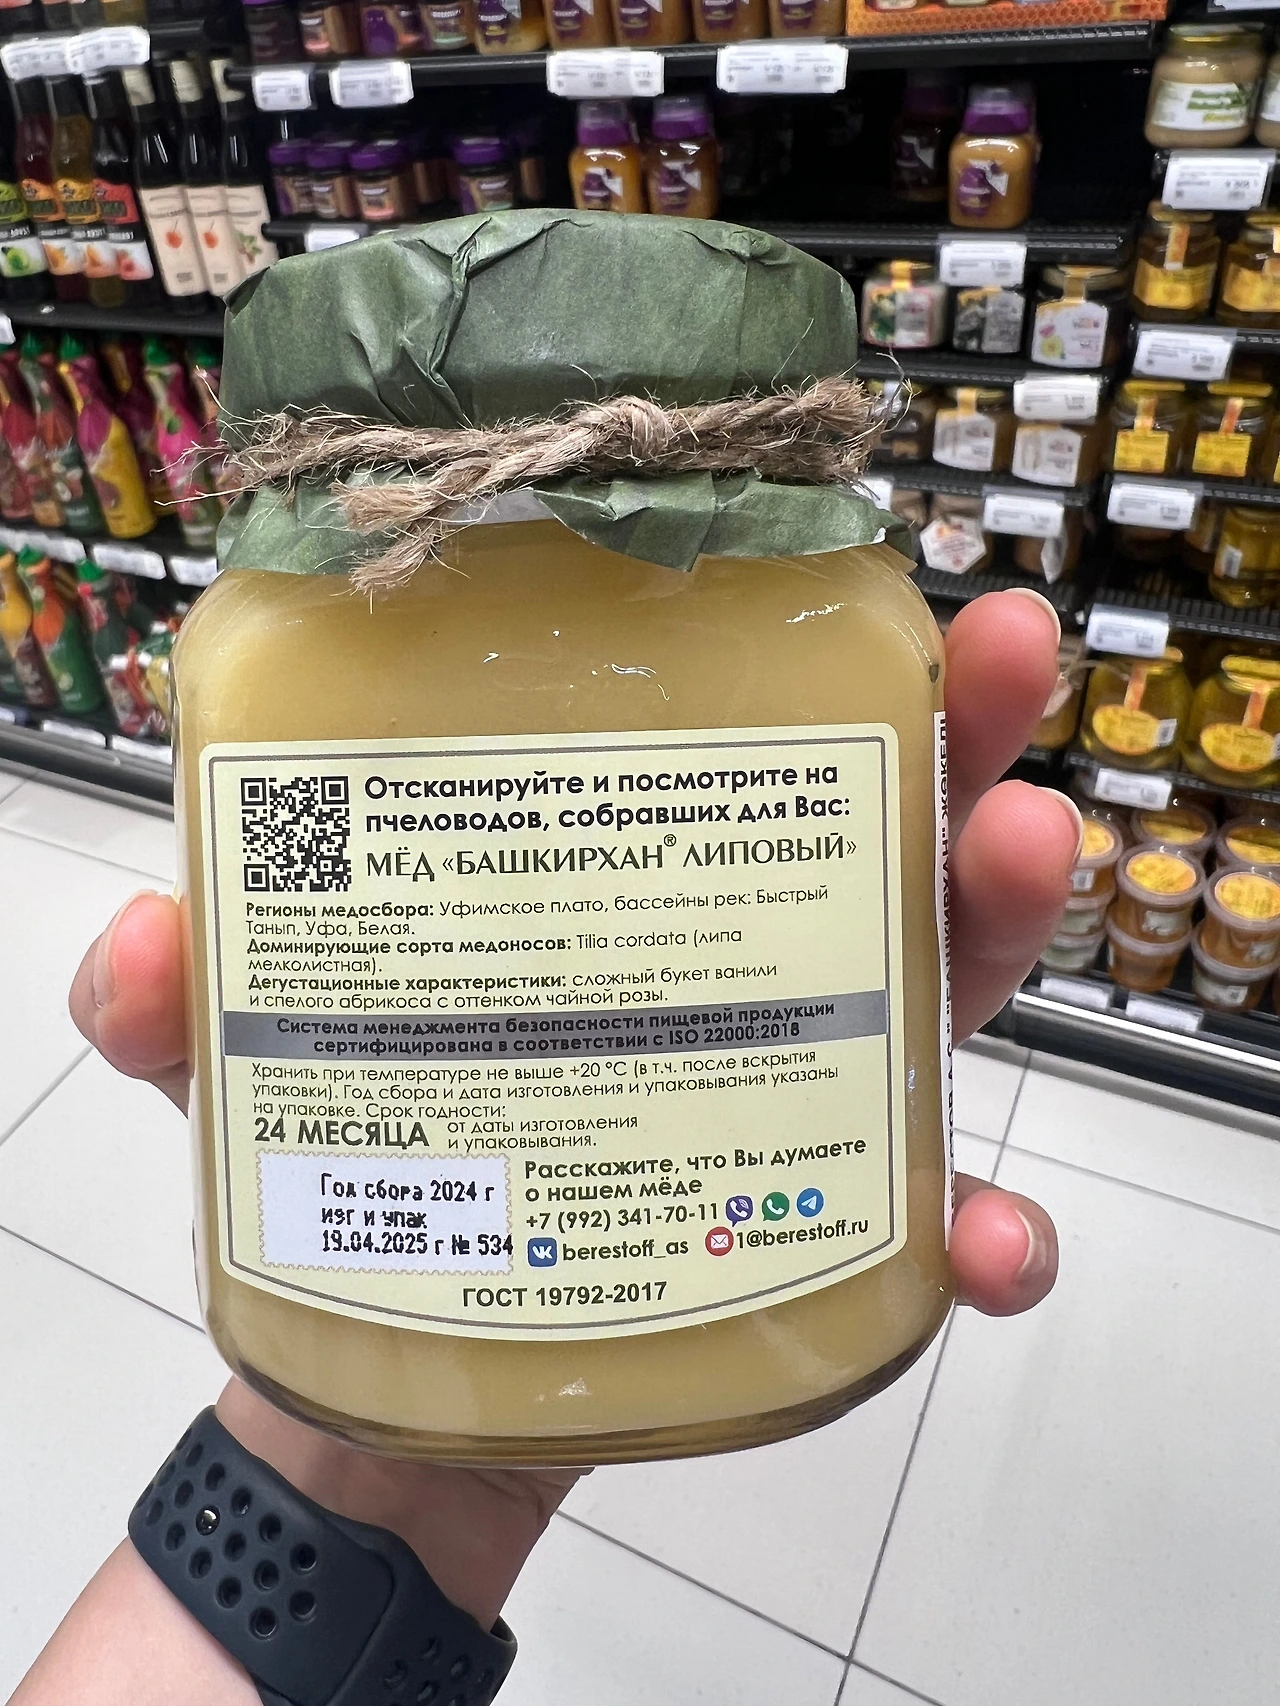 Отсканируйте и посмотрите на
пчеловодов, собравших для Вас:
МЁД «БАШКИРХАН® ЛИПОВЫЙ»
Регионы медосбора: Уфимское плато, бассейны рек: Быстрый
Танып, Уфа, Белая.
Доминирующие сорта медоносов: Tilia cordata (липа
мелколистная).
Дегустационные характеристики: сложный букет ванили
и спелого абрикоса с оттенком чайной розы.
Система менеджмента безопасности пищевой продукции
сертифицирована в соответствии с ISO 22000:2018
Хранить при температуре не выше +20 °С (в т.ч. после вскрытия
упаковки). Год сбора и дата изготовления и упаковывания указаны
на упаковке. Срок годности:
24 МЕСЯЦА от даты изготовления
и упаковывания.
Год сбора 2024 г
изг и упак
19.04.2025 г № 534
Расскажите, что Вы думаете
о нашем мёде
+7 (992) 341-70-11
berestoff_as 1@berestoff.ru
ГОСТ 19792-2017